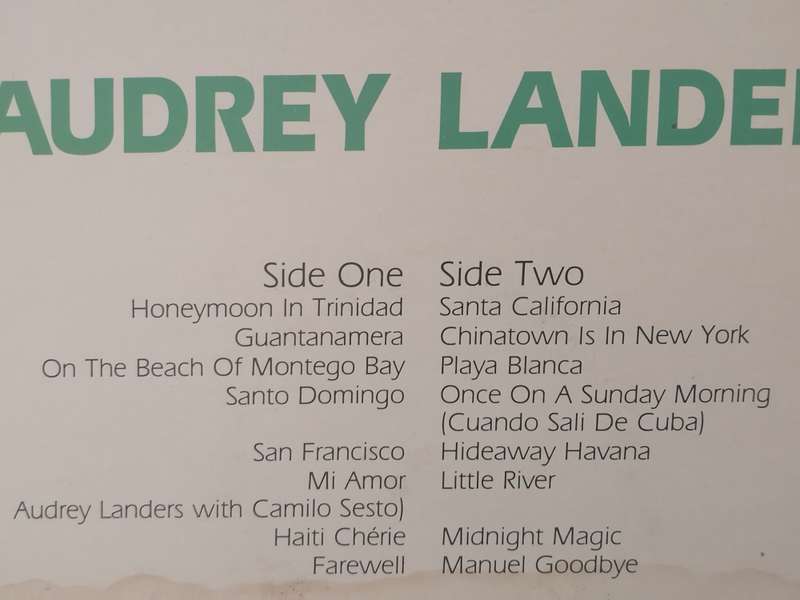 AUDREY LANDE
Side One
Honeymoon In Trinidad
Guantanamera
On The Beach Of Montego Bay
Santo Domingo
San Francisco
Mi Amor
Audrey Landers with Camilo Sesto)
Haiti Chérie
Farewell
Side Two
Santa California
Chinatown Is In New York
Playa Blanca
Once On A Sunday Morning
(Cuando Sali De Cuba)
Hideaway Havana
Little River
Midnight Magic
Manuel Goodbye